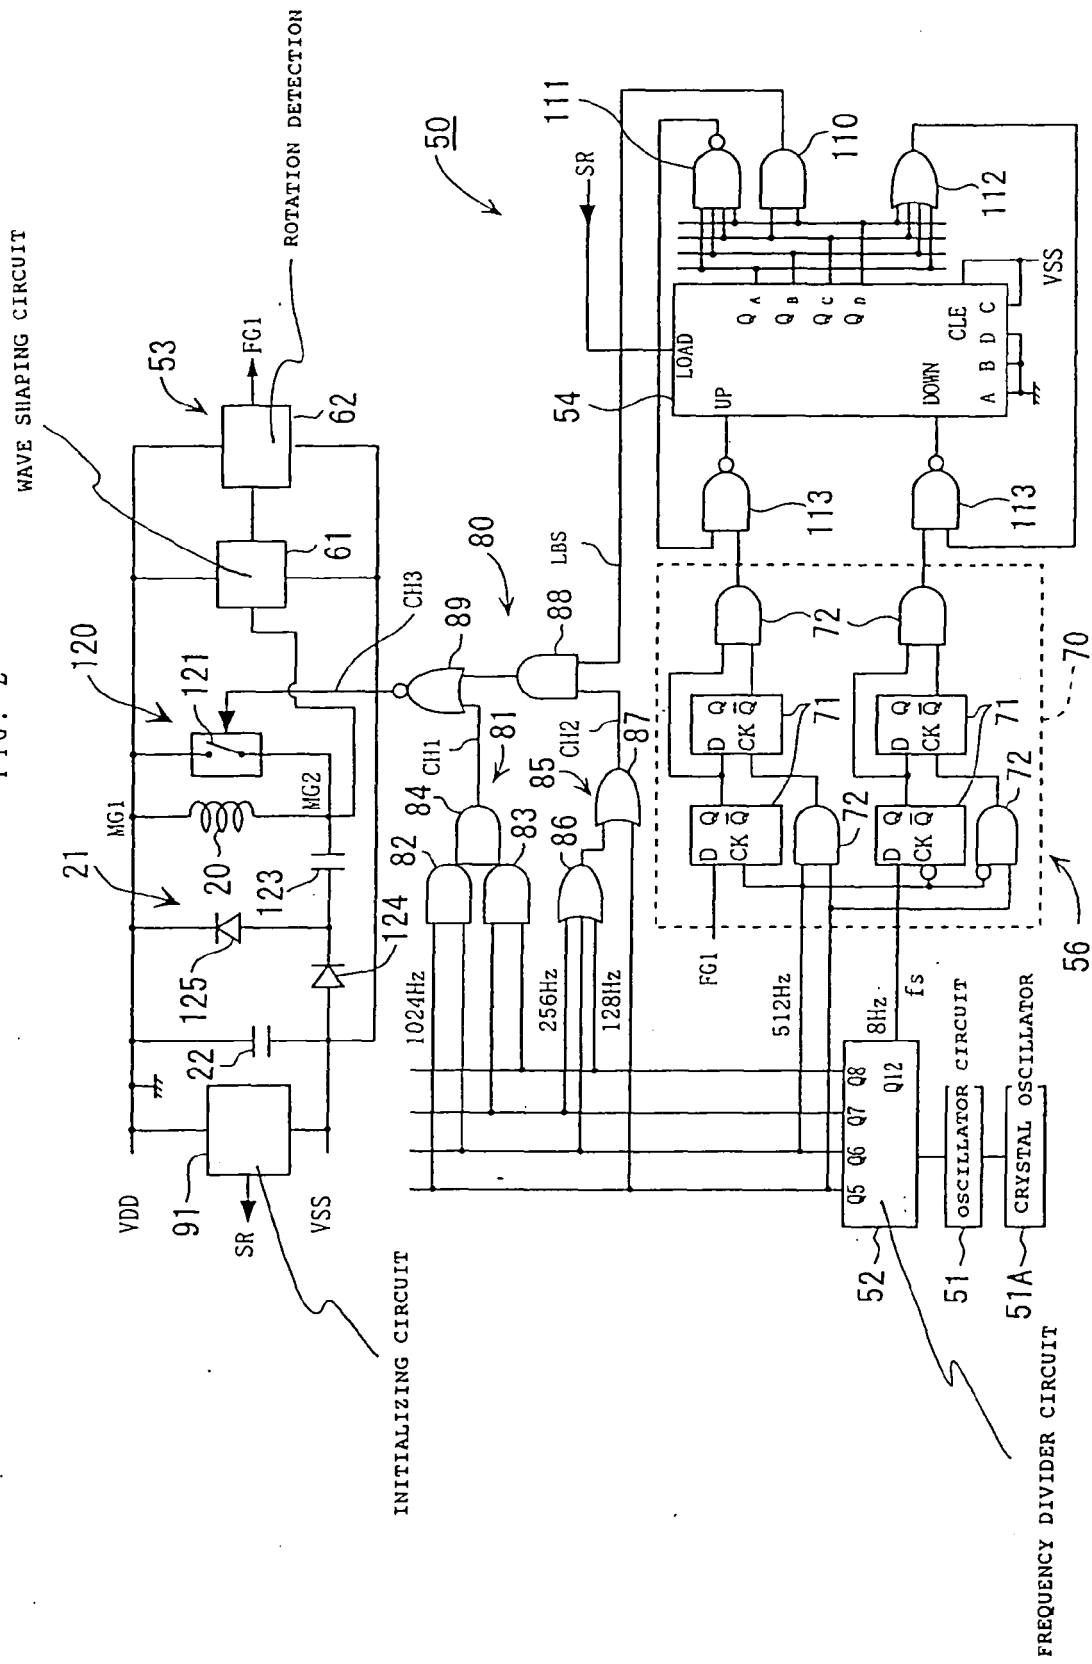 FIG. 2
WAVE SHAPING CIRCUIT
ROTATION DETECTION
INITIALIZING CIRCUIT
FREQUENCY DIVIDER CIRCUIT
50
53
FG1
62
61
120
121
MG1
MG2
20
21
123
124
125
22
91
VDD
SR
VSS
CH3
80
89
88
LBS
CH1
81
CH2
87
85
84
82
83
86
1024Hz
256Hz
128Hz
512Hz
8Hz
fs
FG1
Q5
Q6
Q7
Q8
Q12
52
OSCILLATOR CIRCUIT
51
CRYSTAL OSCILLATOR
51A
56
70
D
Q
CK
Q̅
D
Q
CK
Q̅
71
72
72
D
Q
CK
Q̅
D
Q
CK
Q̅
71
72
113
113
SR
54
LOAD
UP
DOWN
QA
QB
QC
QD
CLE
A B D C
VSS
111
110
112